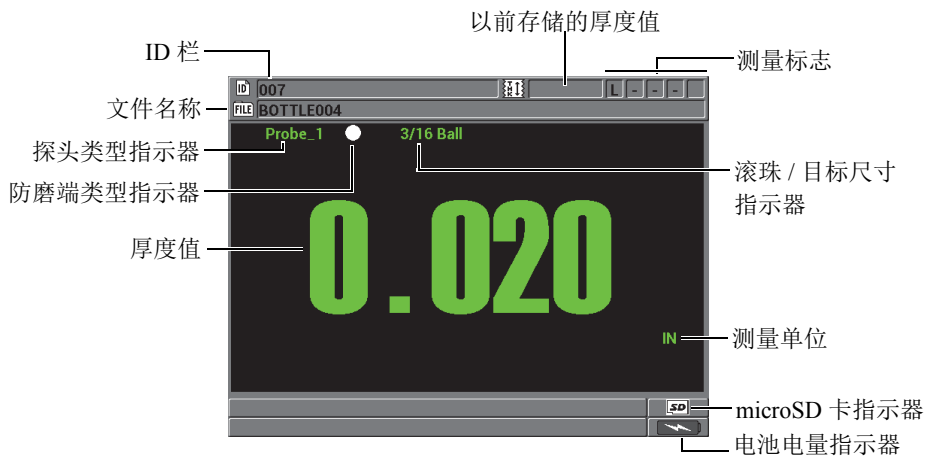 以前存储的厚度值
ID 栏
测量标志
ID 007 L - - -
文件名称
FILE BOTTLE004
Probe_1 3/16 Ball
探头类型指示器
防磨端类型指示器
滚珠 / 目标尺寸
指示器
厚度值
0.020
IN
测量单位
SD
microSD 卡指示器
电池电量指示器